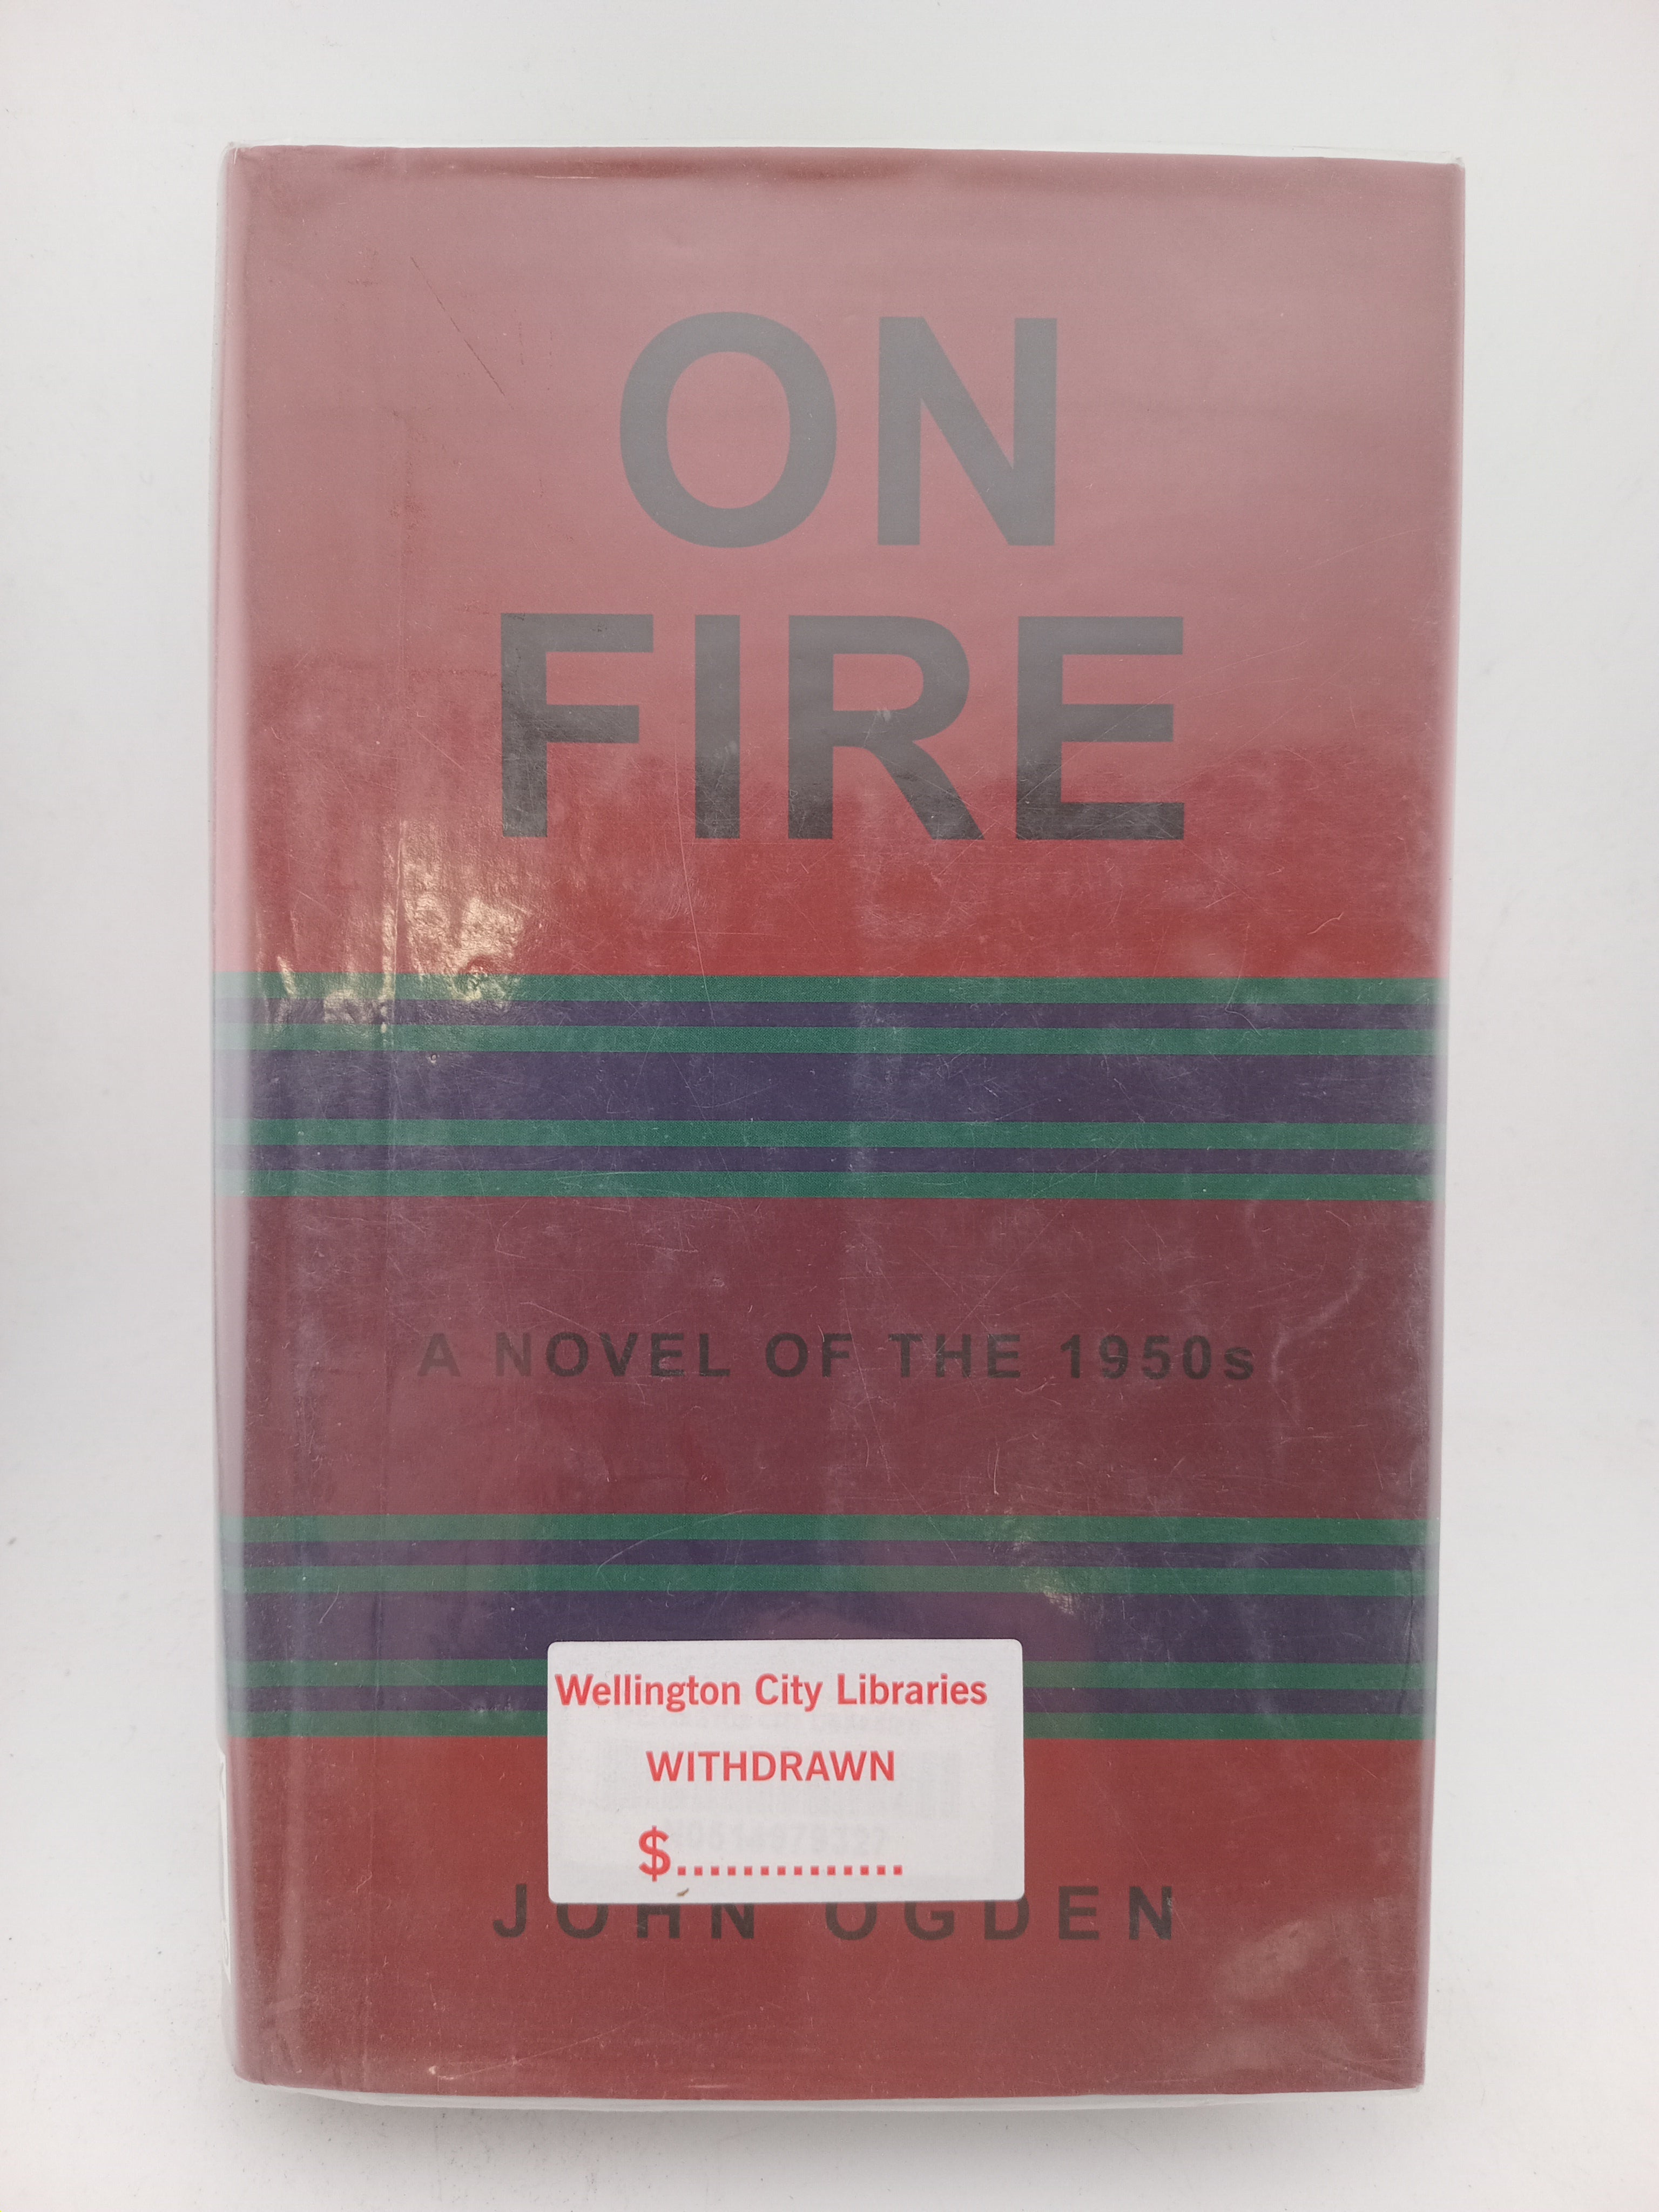 ON
FIRE
A NOVEL OF THE 1950s
Wellington City Libraries
WITHDRAWN
$..............
JOHN OGDEN